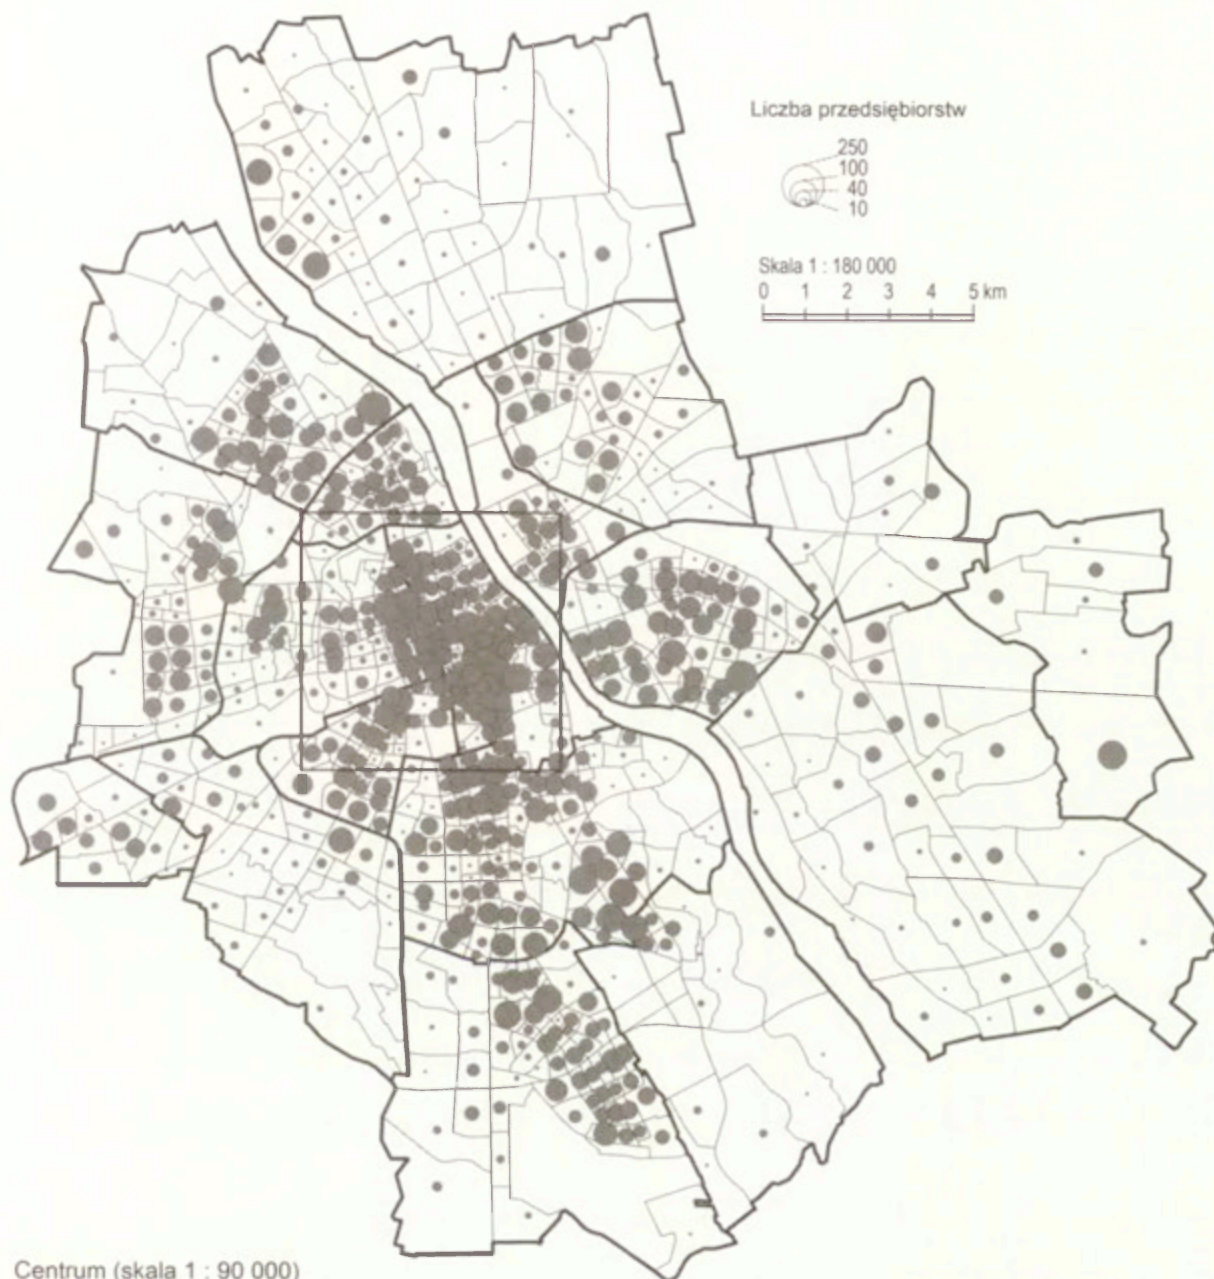 Liczba przedsiębiorstw
250
100
40
10
Skala 1 : 180 000
0 1 2 3 4 5 km
Centrum (skala 1 : 90 000)